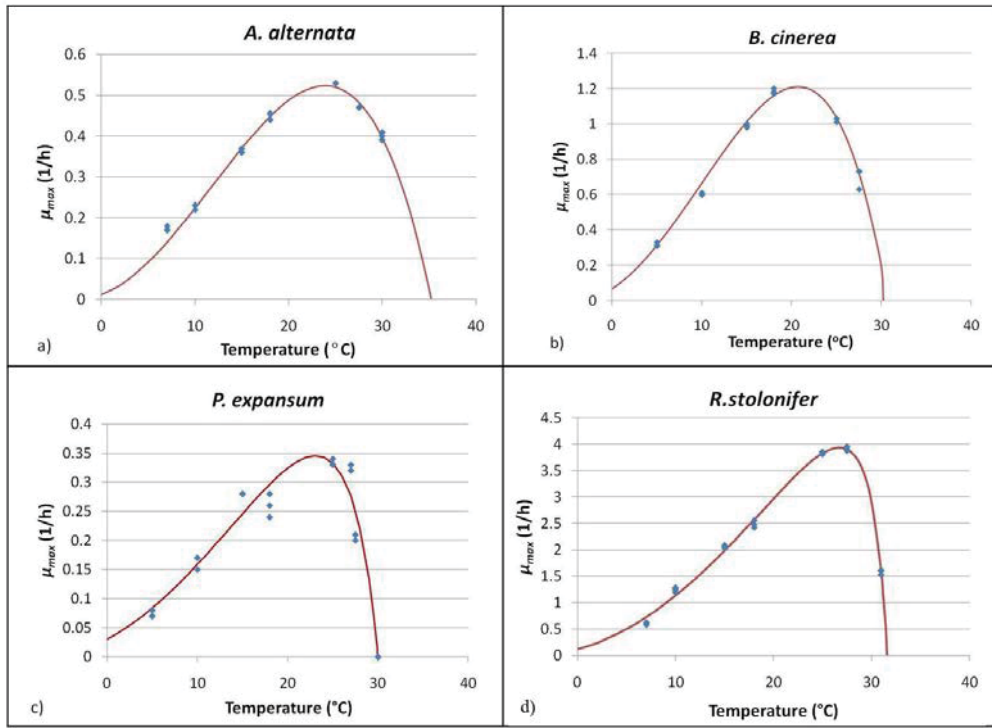 A. alternata
0.6
0.5
0.4
0.3
0.2
0.1
0
μmax (1/h)
0 10 20 30 40
Temperature (°C)
a)
B. cinerea
1.4
1.2
1
0.8
0.6
0.4
0.2
0
μmax (1/h)
0 10 20 30 40
Temperature (°C)
b)
P. expansum
0.4
0.35
0.3
0.25
0.2
0.15
0.1
0.05
0
μmax (1/h)
0 10 20 30 40
Temperature (°C)
c)
R.stolonifer
4.5
4
3.5
3
2.5
2
1.5
1
0.5
0
μmax (1/h)
0 10 20 30 40
Temperature (°C)
d)